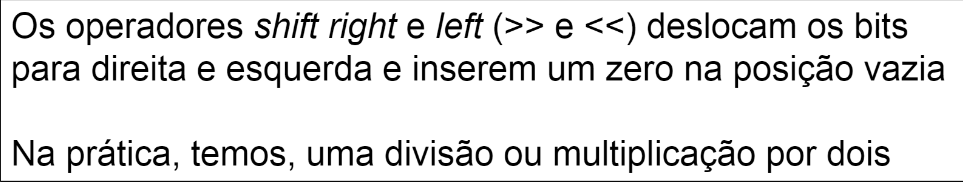 Os operadores shift right e left (>> e <<) deslocam os bits
para direita e esquerda e inserem um zero na posição vazia
Na prática, temos, uma divisão ou multiplicação por dois